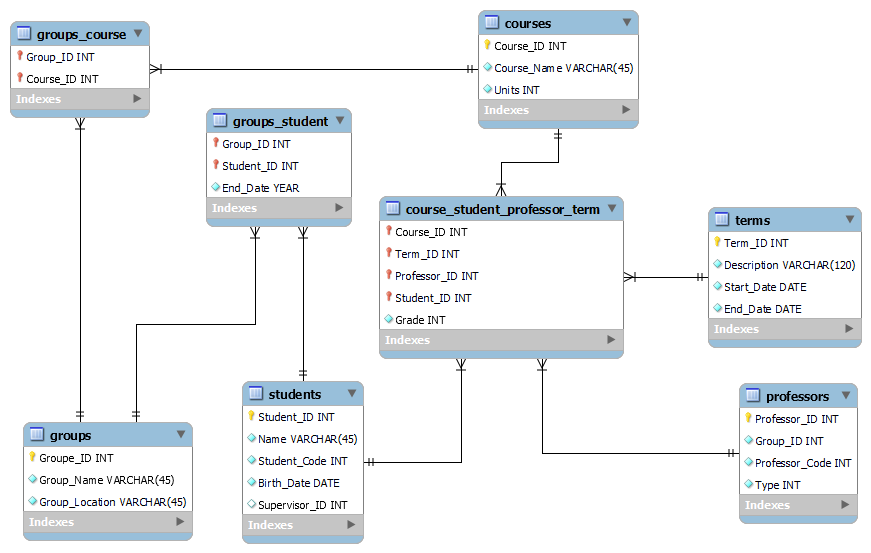 groups_course
Group_ID INT
Course_ID INT
Indexes
courses
Course_ID INT
Course_Name VARCHAR(45)
Units INT
Indexes
groups_student
Group_ID INT
Student_ID INT
End_Date YEAR
Indexes
course_student_professor_term
Course_ID INT
Term_ID INT
Professor_ID INT
Student_ID INT
Grade INT
Indexes
terms
Term_ID INT
Description VARCHAR(120)
Start_Date DATE
End_Date DATE
Indexes
groups
Groupe_ID INT
Group_Name VARCHAR(45)
Group_Location VARCHAR(45)
Indexes
students
Student_ID INT
Name VARCHAR(45)
Student_Code INT
Birth_Date DATE
Supervisor_ID INT
Indexes
professors
Professor_ID INT
Group_ID INT
Professor_Code INT
Type INT
Indexes